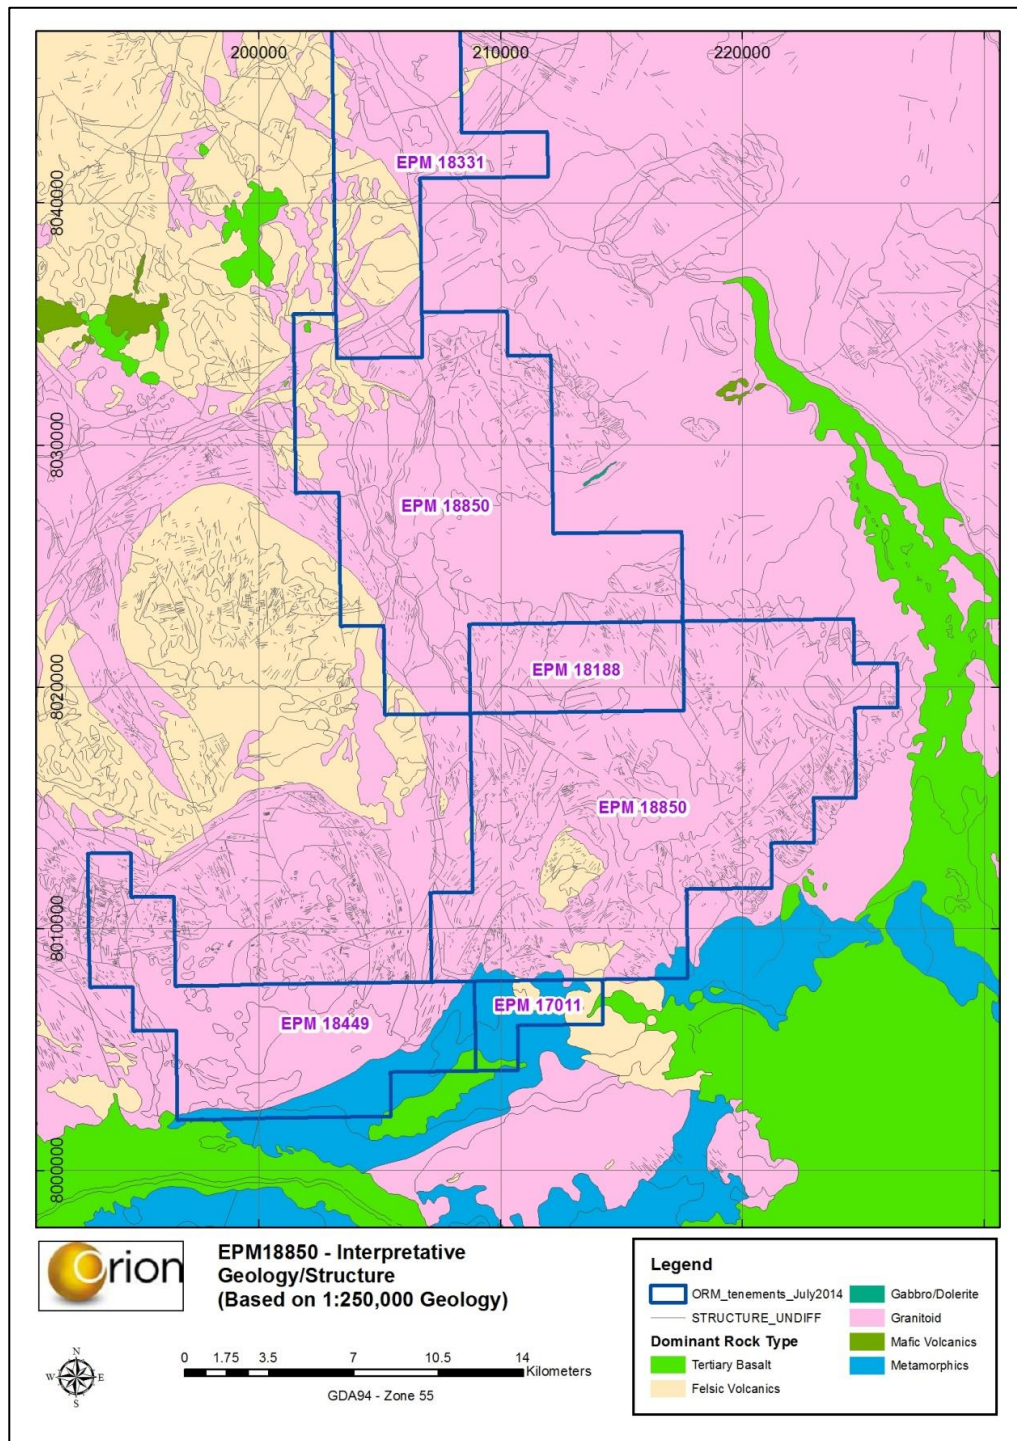 200000
210000
220000
EPM 18331
8040000
8030000
EPM 18850
EPM 18188
8020000
EPM 18850
8010000
EPM 17011
EPM 18449
8000000
Orion
EPM18850 - Interpretative
Geology/Structure
(Based on 1:250,000 Geology)
N
W E
S
0 1.75 3.5 7 10.5 14
Kilometers
GDA94 - Zone 55
Legend
ORM_tenements_July2014
STRUCTURE_UNDIFF
Dominant Rock Type
Tertiary Basalt
Felsic Volcanics
Gabbro/Dolerite
Granitoid
Mafic Volcanics
Metamorphics